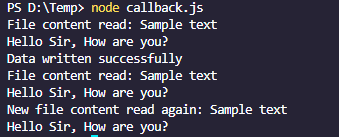 PS D:\Temp> node callback.js
File content read: Sample text
Hello Sir, How are you?
Data written successfully
File content read: Sample text
Hello Sir, How are you?
New file content read again: Sample text
Hello Sir, How are you?